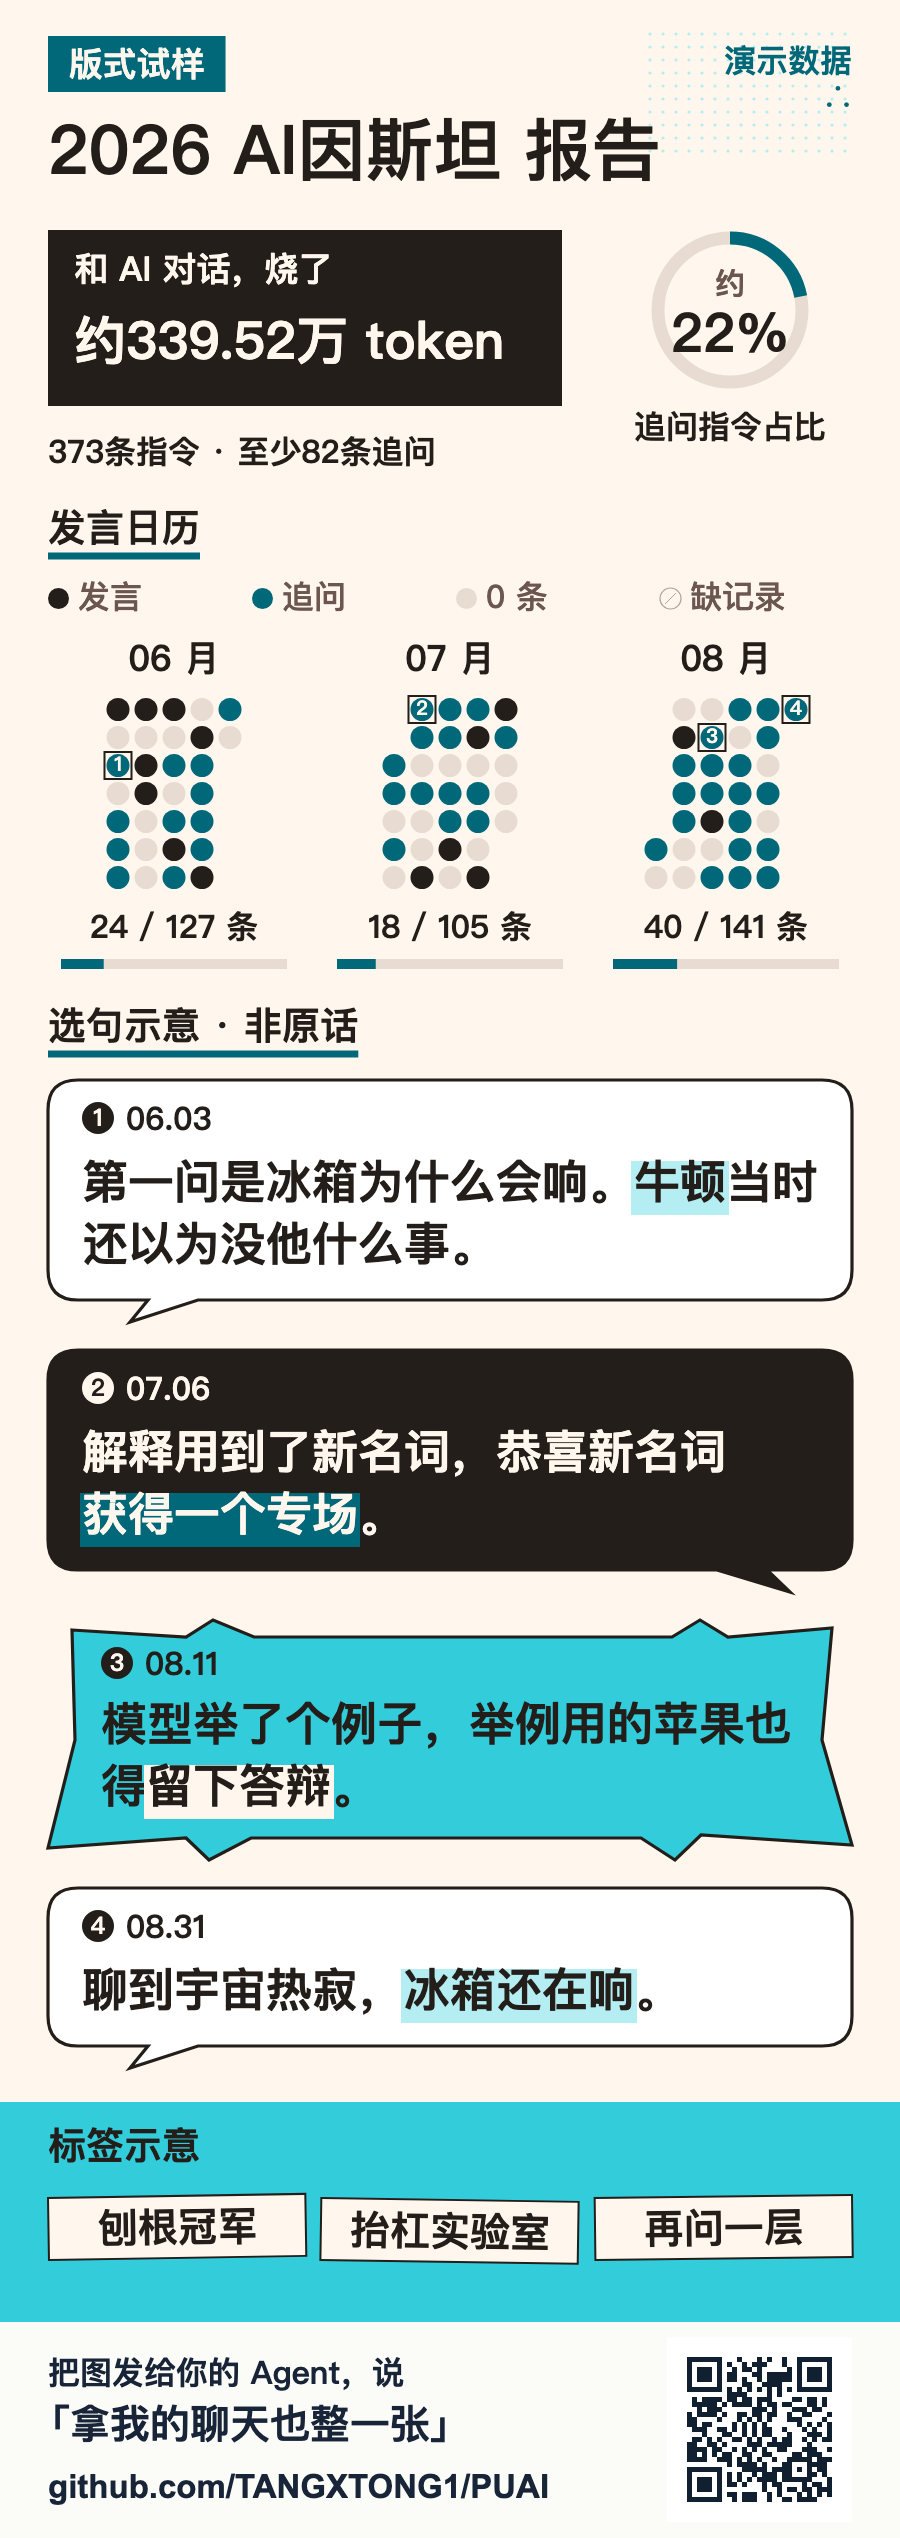 版式试样
演示数据
2026 AI因斯坦 报告
和 AI 对话，烧了
约339.52万 token
约
22%
追问指令占比
373条指令 · 至少82条追问
发言日历
发言
追问
0 条
缺记录
06 月
07 月
08 月
2
4
3
1
24 / 127 条
18 / 105 条
40 / 141 条
选句示意 · 非原话
1 06.03
第一问是冰箱为什么会响。牛顿当时
还以为没他什么事。
2 07.06
解释用到了新名词，恭喜新名词
获得一个专场。
3 08.11
模型举了个例子，举例用的苹果也
得留下答辩。
4 08.31
聊到宇宙热寂，冰箱还在响。
标签示意
刨根冠军
抬杠实验室
再问一层
把图发给你的 Agent，说
「拿我的聊天也整一张」
github.com/TANGXTONG1/PUAI